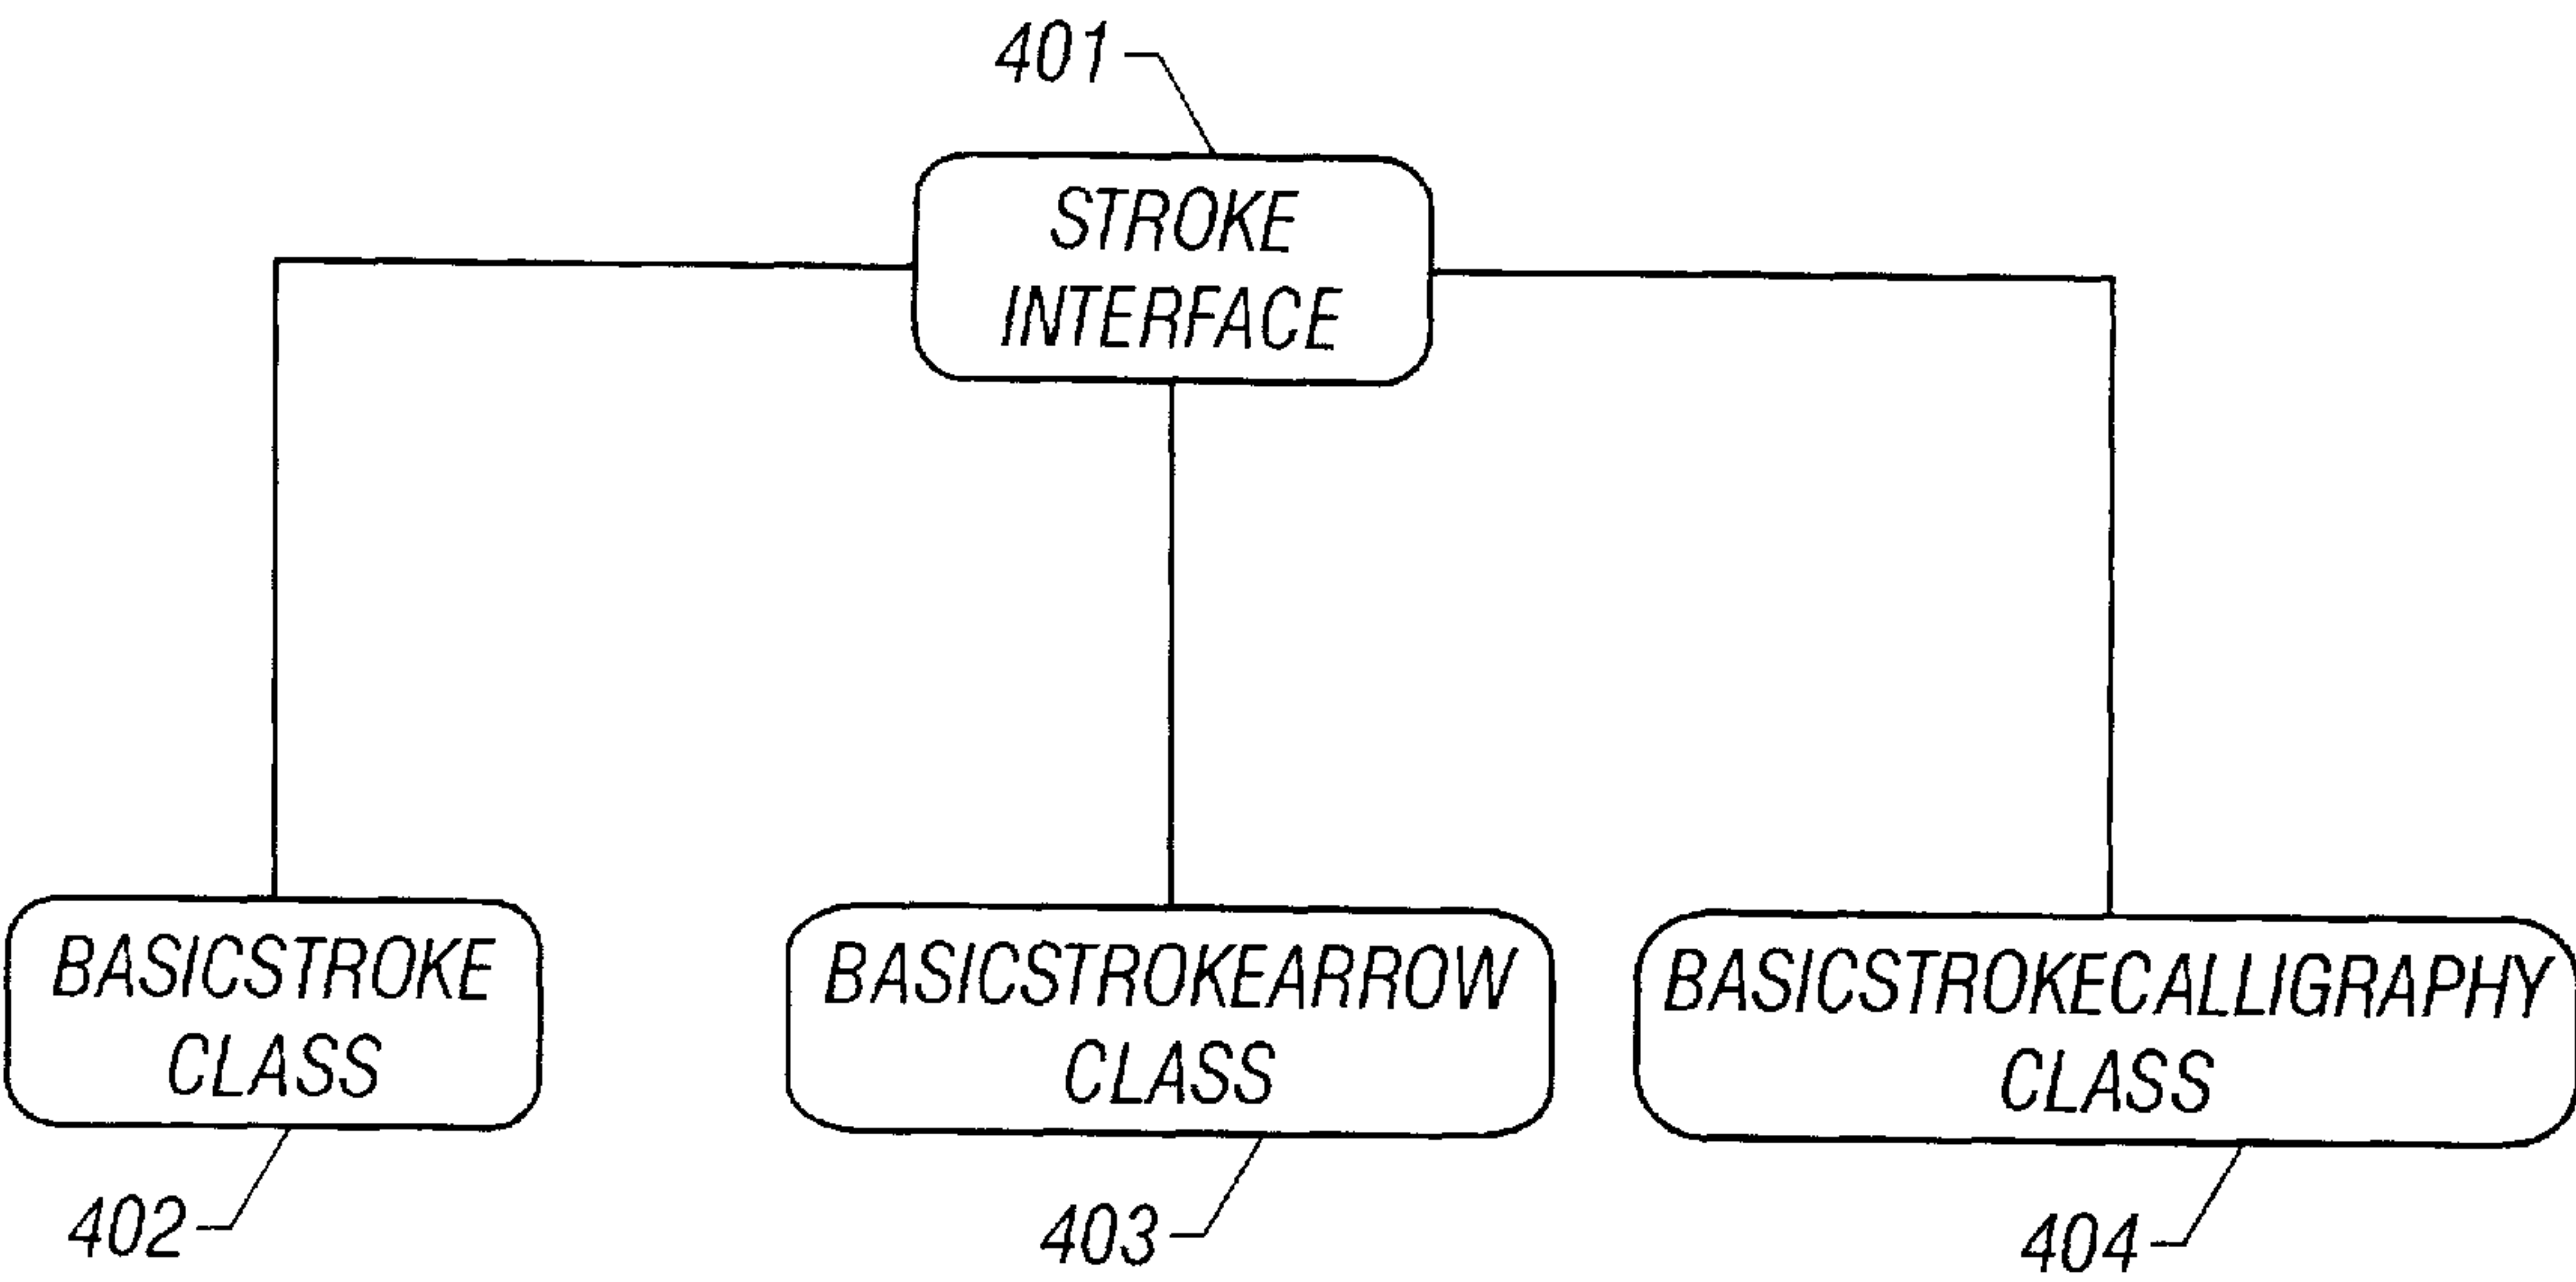 401
STROKE
INTERFACE
BASICSTROKE
CLASS
BASICSTROKEARROW
CLASS
BASICSTROKECALLIGRAPHY
CLASS
402
403
404